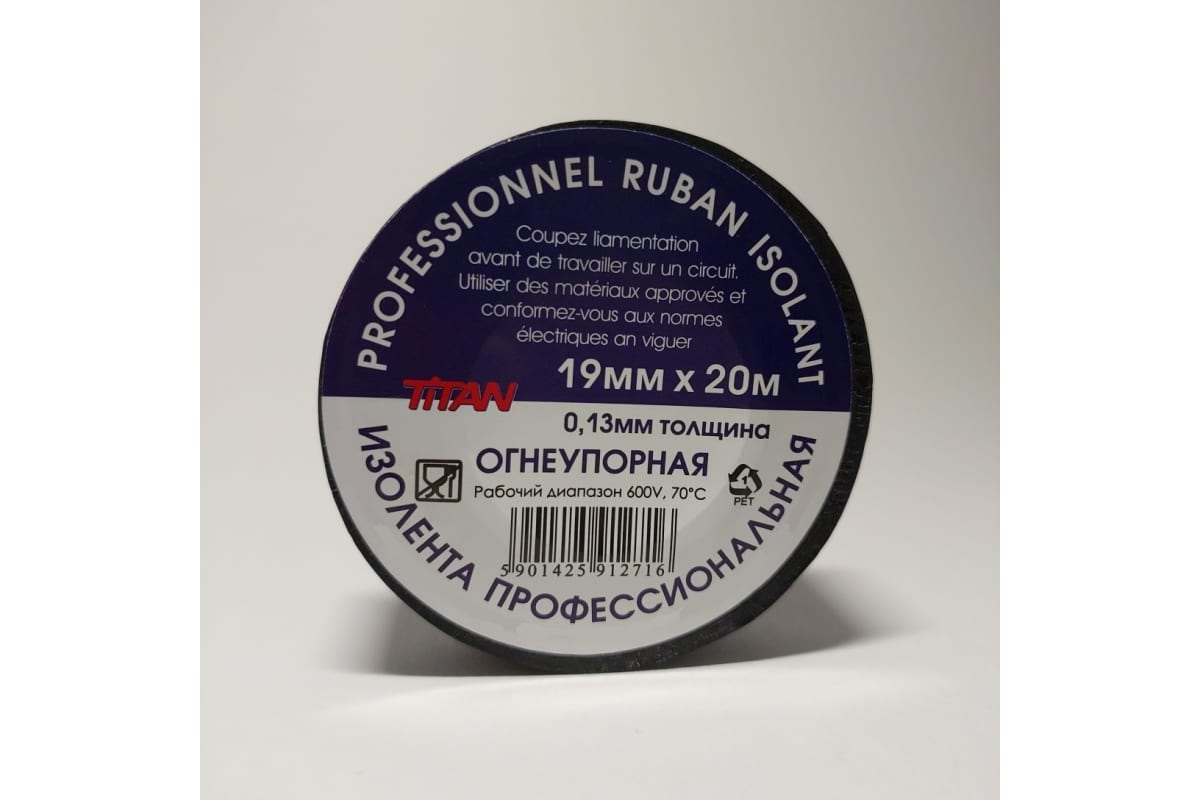 PROFESSIONNEL RUBAN ISOLANT
Coupez liamentation
avant de travailler sur un circuit.
Utiliser des matériaux approvés et
conformez-vous aux normes
électriques an viguer
19мм x 20м
TiTAN
0,13мм толщина
ОГНЕУПОРНАЯ
Рабочий диапазон 600V, 70°С
1
PET
5 901425 912716
ИЗОЛЕНТА ПРОФЕССИОНАЛЬНАЯ